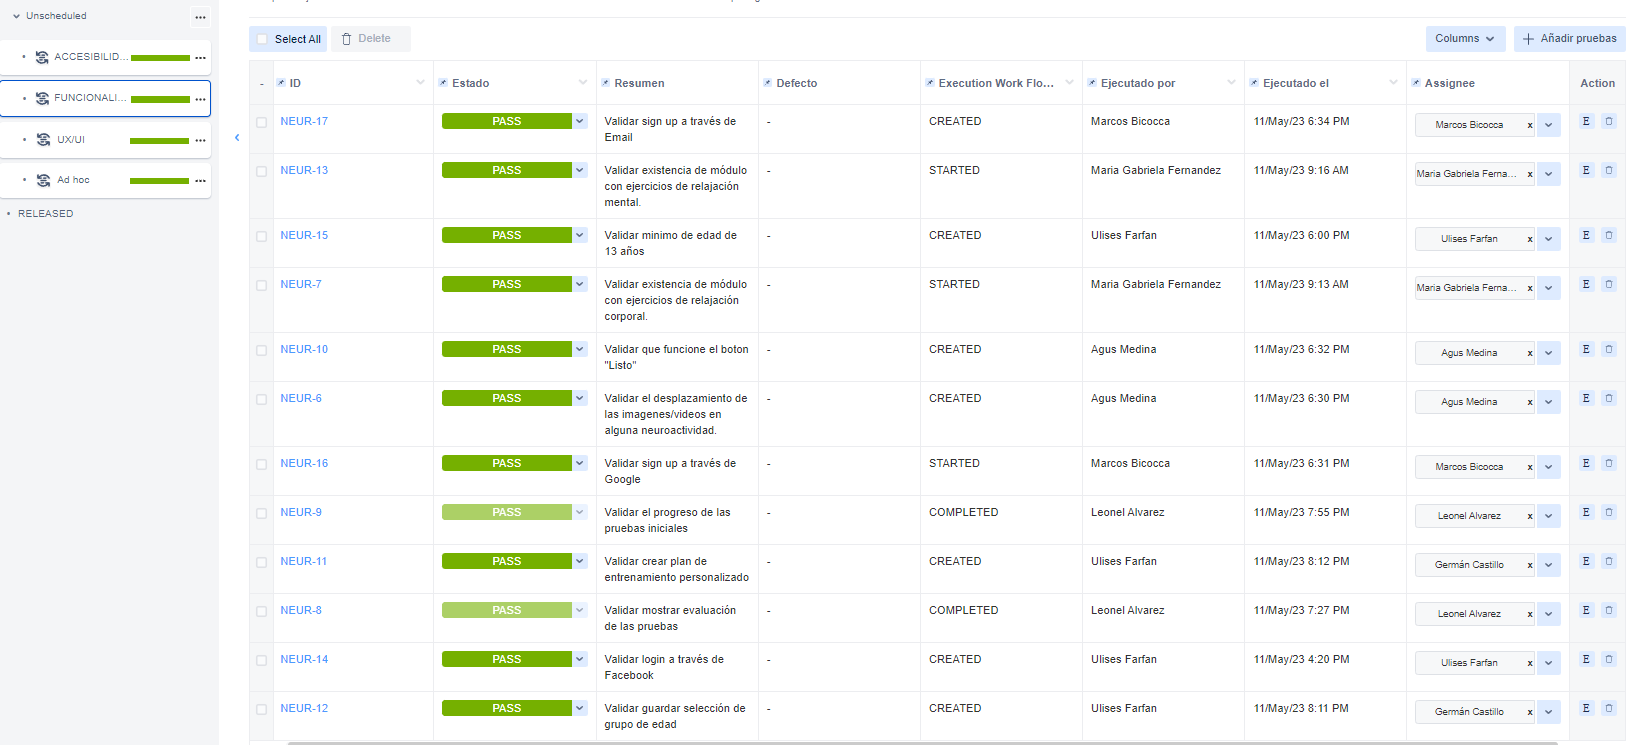 Unscheduled
ACCESIBILID...
FUNCIONALI...
UX/UI
Ad hoc
RELEASED
Select All
Delete
Columns
Añadir pruebas
- ID Estado Resumen Defecto Execution Work Flo... Ejecutado por Ejecutado el Assignee Action
NEUR-17 PASS Validar sign up a través de - CREATED Marcos Bicocca 11/May/23 6:34 PM Marcos Bicocca x E
Email
NEUR-13 PASS Validar existencia de módulo - STARTED Maria Gabriela Fernandez 11/May/23 9:16 AM Maria Gabriela Ferna... x E
con ejercicios de relajación
mental.
NEUR-15 PASS Validar minimo de edad de - CREATED Ulises Farfan 11/May/23 6:00 PM Ulises Farfan x E
13 años
NEUR-7 PASS Validar existencia de módulo - STARTED Maria Gabriela Fernandez 11/May/23 9:13 AM Maria Gabriela Ferna... x E
con ejercicios de relajación
corporal.
NEUR-10 PASS Validar que funcione el boton - CREATED Agus Medina 11/May/23 6:32 PM Agus Medina x E
"Listo"
NEUR-6 PASS Validar el desplazamiento de - CREATED Agus Medina 11/May/23 6:30 PM Agus Medina x E
las imagenes/videos en
alguna neuroactividad.
NEUR-16 PASS Validar sign up a través de - STARTED Marcos Bicocca 11/May/23 6:31 PM Marcos Bicocca x E
Google
NEUR-9 PASS Validar el progreso de las - COMPLETED Leonel Alvarez 11/May/23 7:55 PM Leonel Alvarez x E
pruebas iniciales
NEUR-11 PASS Validar crear plan de - CREATED Ulises Farfan 11/May/23 8:12 PM Germán Castillo x E
entrenamiento personalizado
NEUR-8 PASS Validar mostrar evaluación - COMPLETED Leonel Alvarez 11/May/23 7:27 PM Leonel Alvarez x E
de las pruebas
NEUR-14 PASS Validar login a través de - CREATED Ulises Farfan 11/May/23 4:20 PM Ulises Farfan x E
Facebook
NEUR-12 PASS Validar guardar selección de - CREATED Ulises Farfan 11/May/23 8:11 PM Germán Castillo x E
grupo de edad